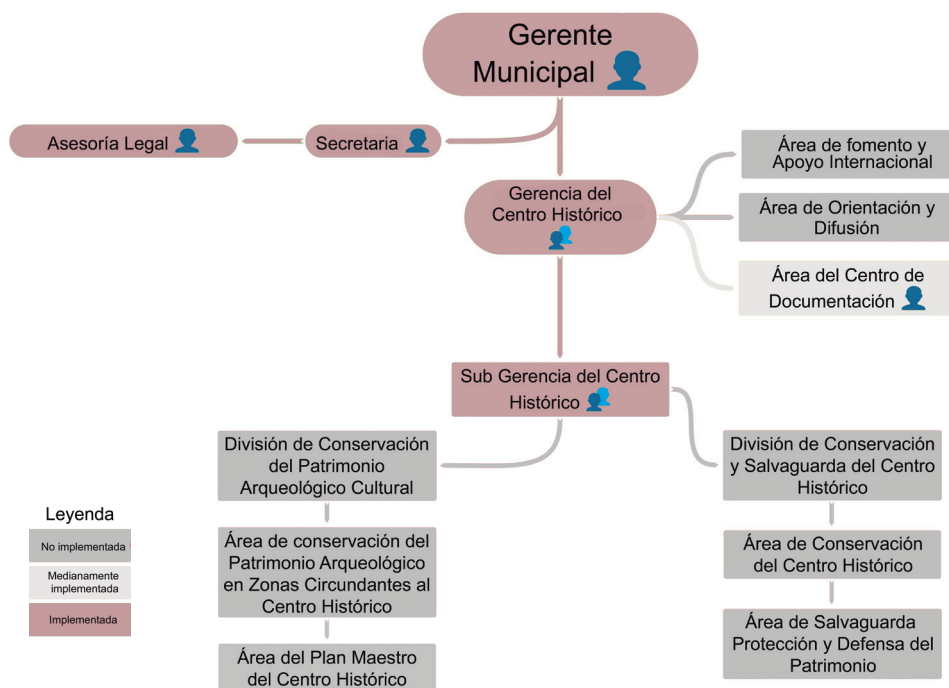 Gerente
Municipal
Asesoría Legal
Secretaria
Gerencia del
Centro Histórico
Área de fomento y
Apoyo Internacional
Área de Orientación y
Difusión
Área del Centro de
Documentación
Sub Gerencia del Centro
Histórico
División de Conservación
del Patrimonio
Arqueológico Cultural
Área de conservación del
Patrimonio Arqueológico
en Zonas Circundantes al
Centro Histórico
Área del Plan Maestro
del Centro Histórico
División de Conservación
y Salvaguarda del Centro
Histórico
Área de Conservación
del Centro Histórico
Área de Salvaguarda
Protección y Defensa del
Patrimonio
Leyenda
No implementada
Medianamente
implementada
Implementada